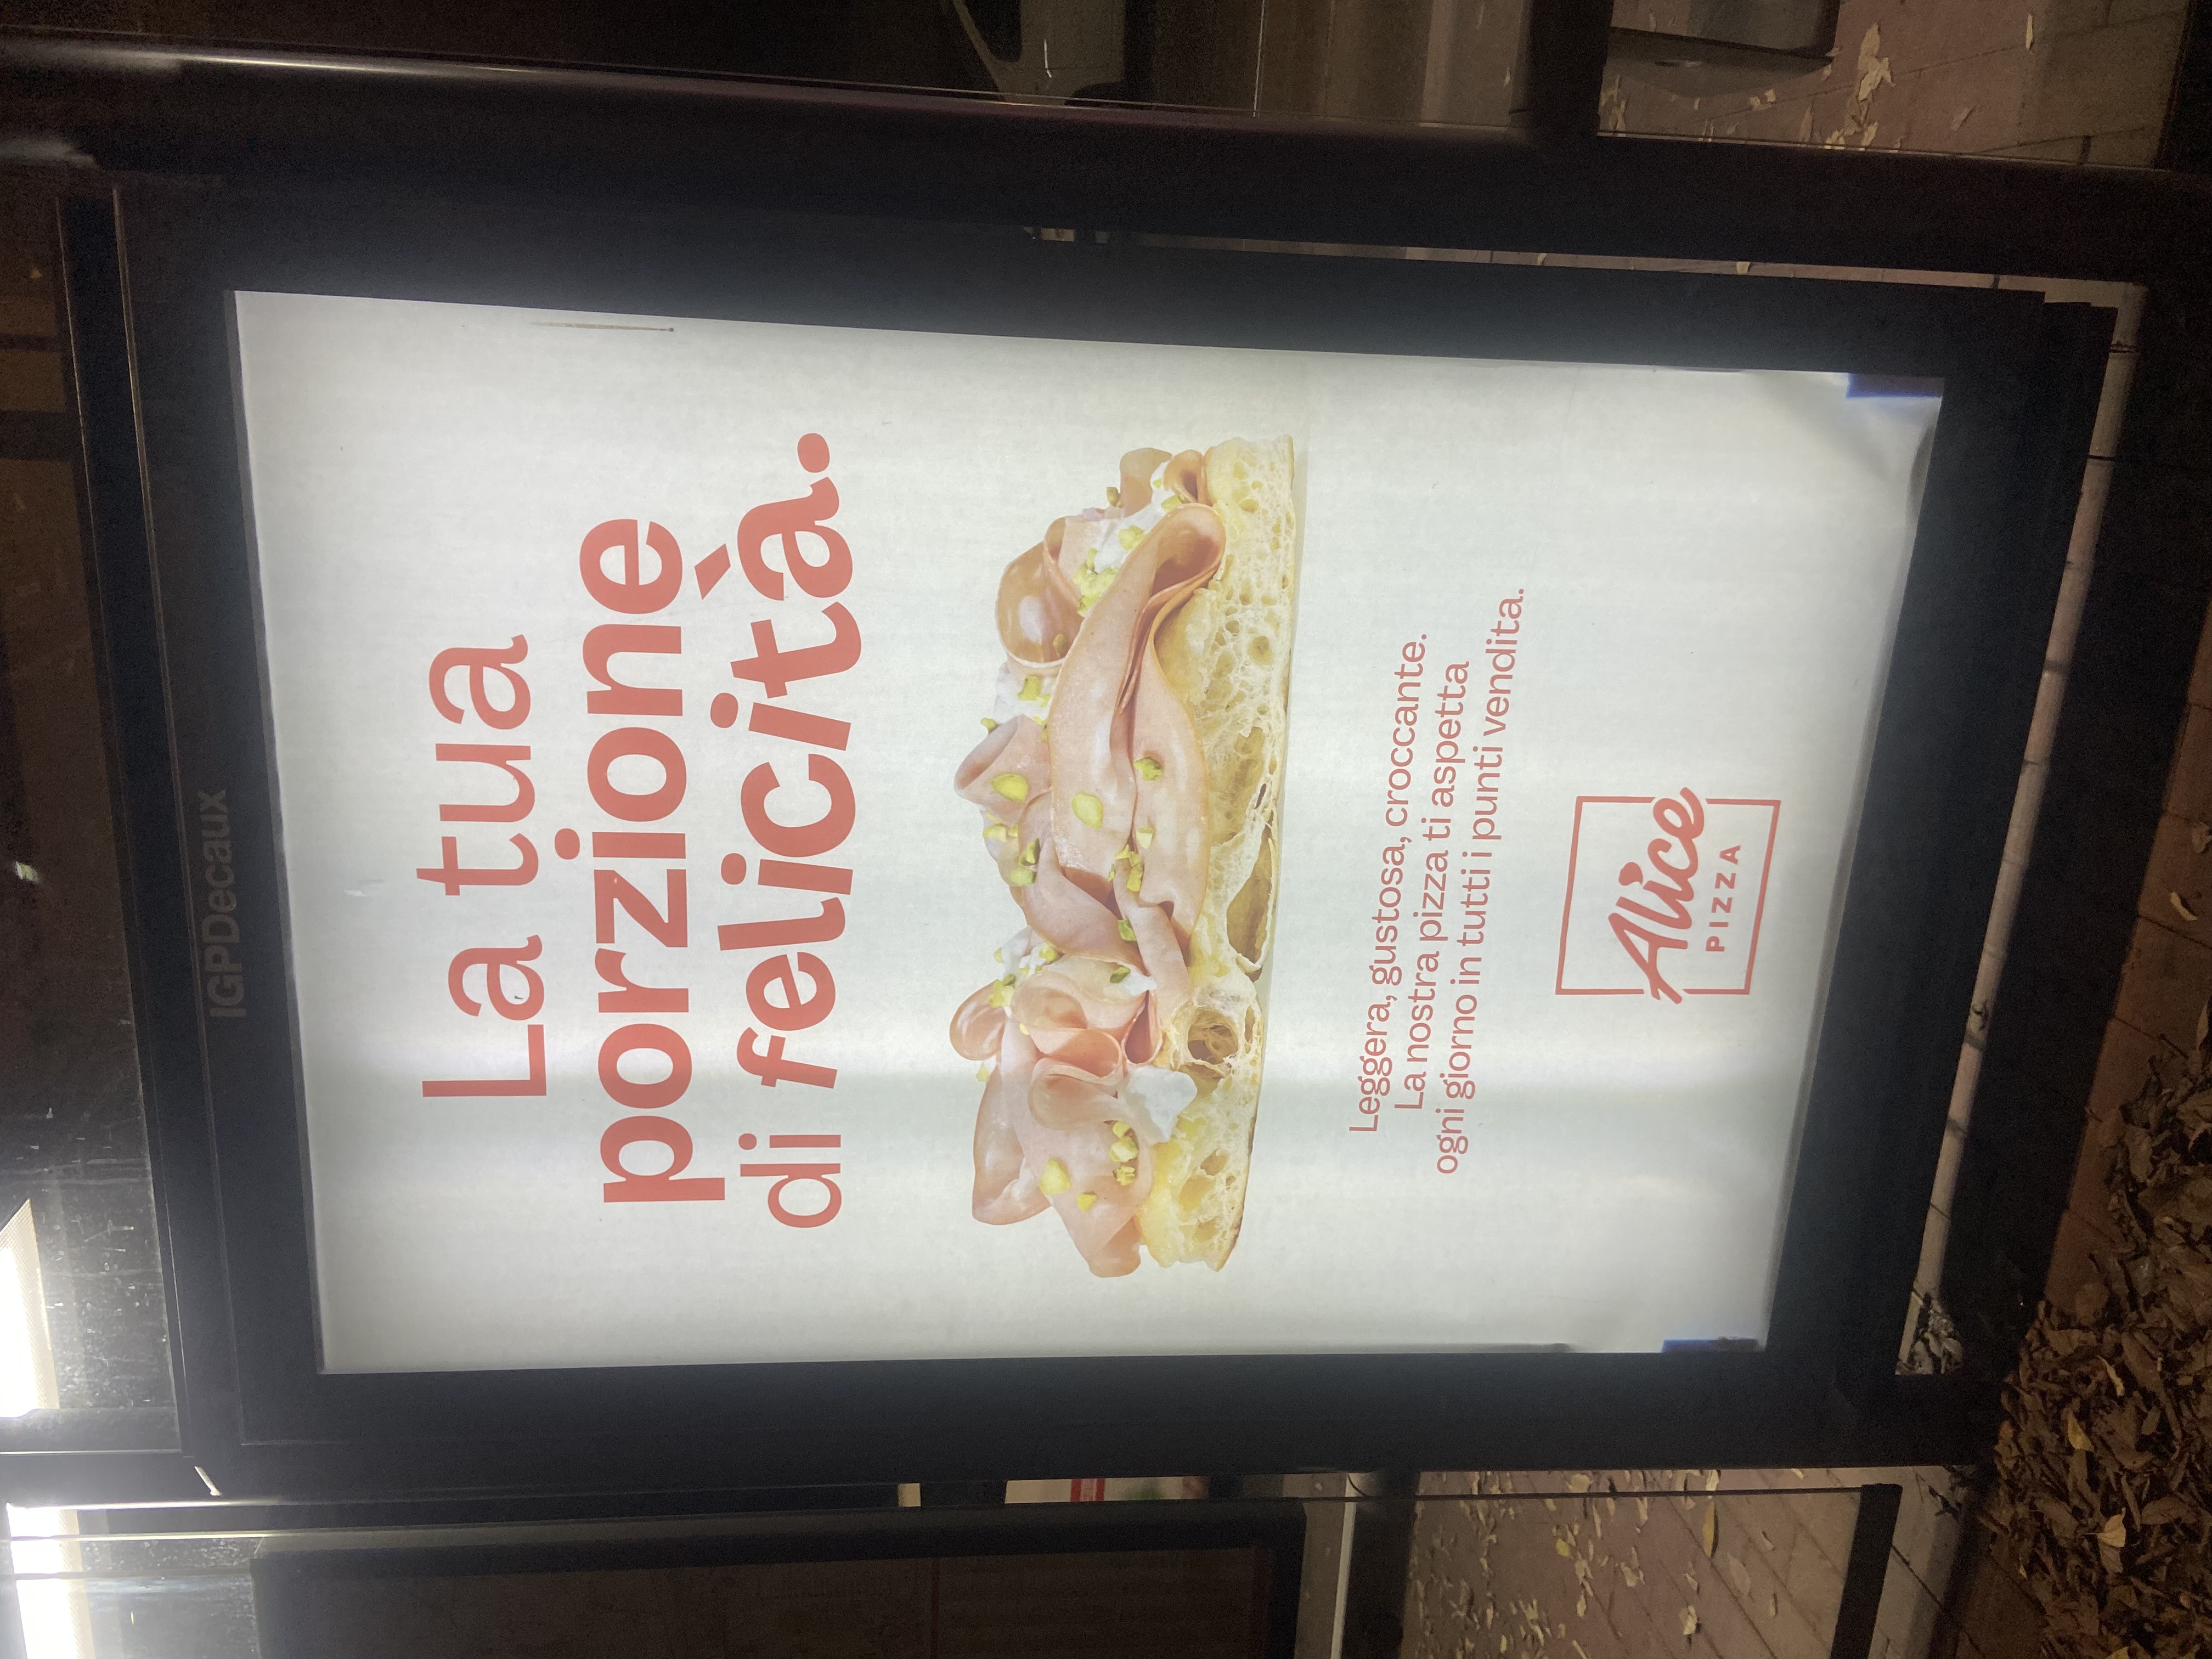 IGPDecaux
La tua
porzione
di felicità.
Leggera, gustosa, croccante.
La nostra pizza ti aspetta
ogni giorno in tutti i punti vendita.
Alice
PIZZA